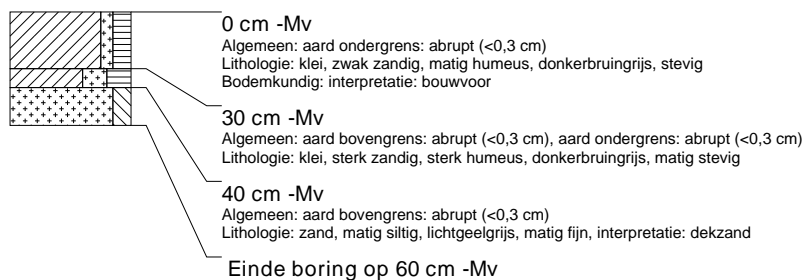 0 cm -Mv
Algemeen: aard ondergrens: abrupt (<0,3 cm)
Lithologie: klei, zwak zandig, matig humeus, donkerbruingrijs, stevig
Bodemkundig: interpretatie: bouwvoor
30 cm -Mv
Algemeen: aard bovengrens: abrupt (<0,3 cm), aard ondergrens: abrupt (<0,3 cm)
Lithologie: klei, sterk zandig, sterk humeus, donkerbruingrijs, matig stevig
40 cm -Mv
Algemeen: aard bovengrens: abrupt (<0,3 cm)
Lithologie: zand, matig siltig, lichtgeelgrijs, matig fijn, interpretatie: dekzand
Einde boring op 60 cm -Mv